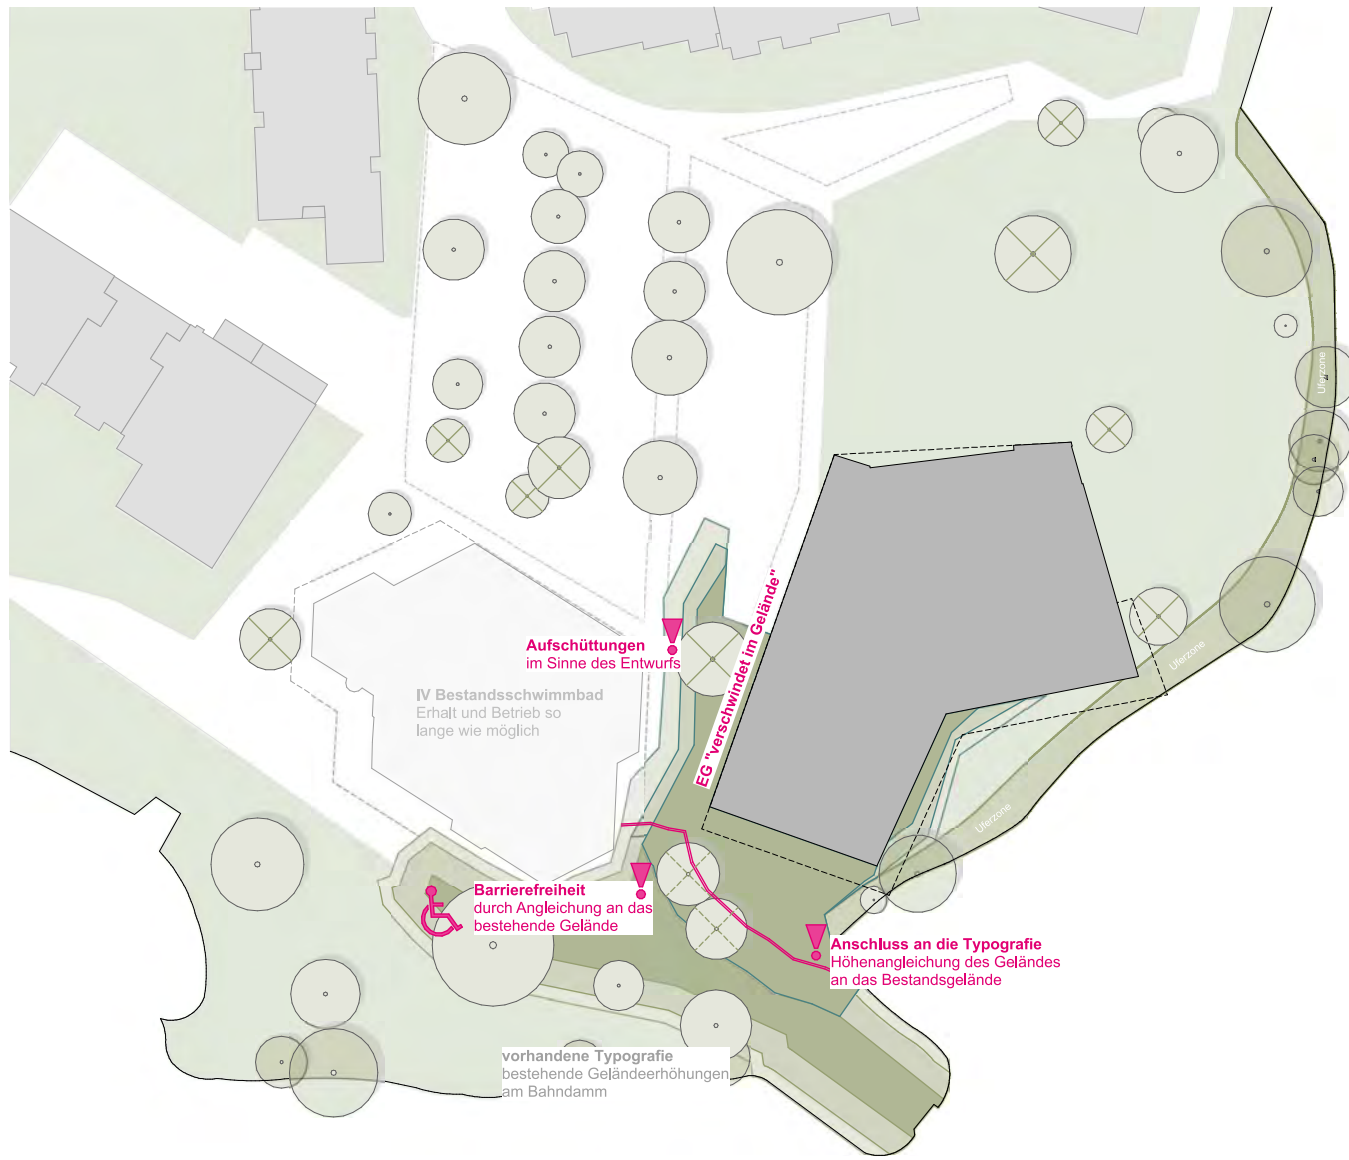 Uferzone
EG "verschwindet im Gelände"
Aufschüttungen
im Sinne des Entwurfs
Uferzone
IV Bestandsschwimmbad
Erhalt und Betrieb so
lange wie möglich
Uferzone
Barrierefreiheit
durch Angleichung an das
bestehende Gelände
Anschluss an die Typografie
Höhenangleichung des Geländes
an das Bestandsgelände
vorhandene Typografie
bestehende Geländeerhöhungen
am Bahndamm